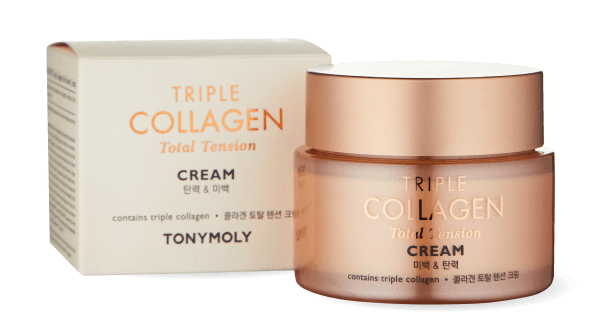 TRIPLE
COLLAGEN
Total Tension
CREAM
탄력 & 미백
contains triple collagen • 콜라겐 토탈 텐션 크림
TONYMOLY
TRIPLE
COLLAGEN
Total Tension
CREAM
미백 & 탄력
contains triple collagen • 콜라겐 토탈 텐션 크림